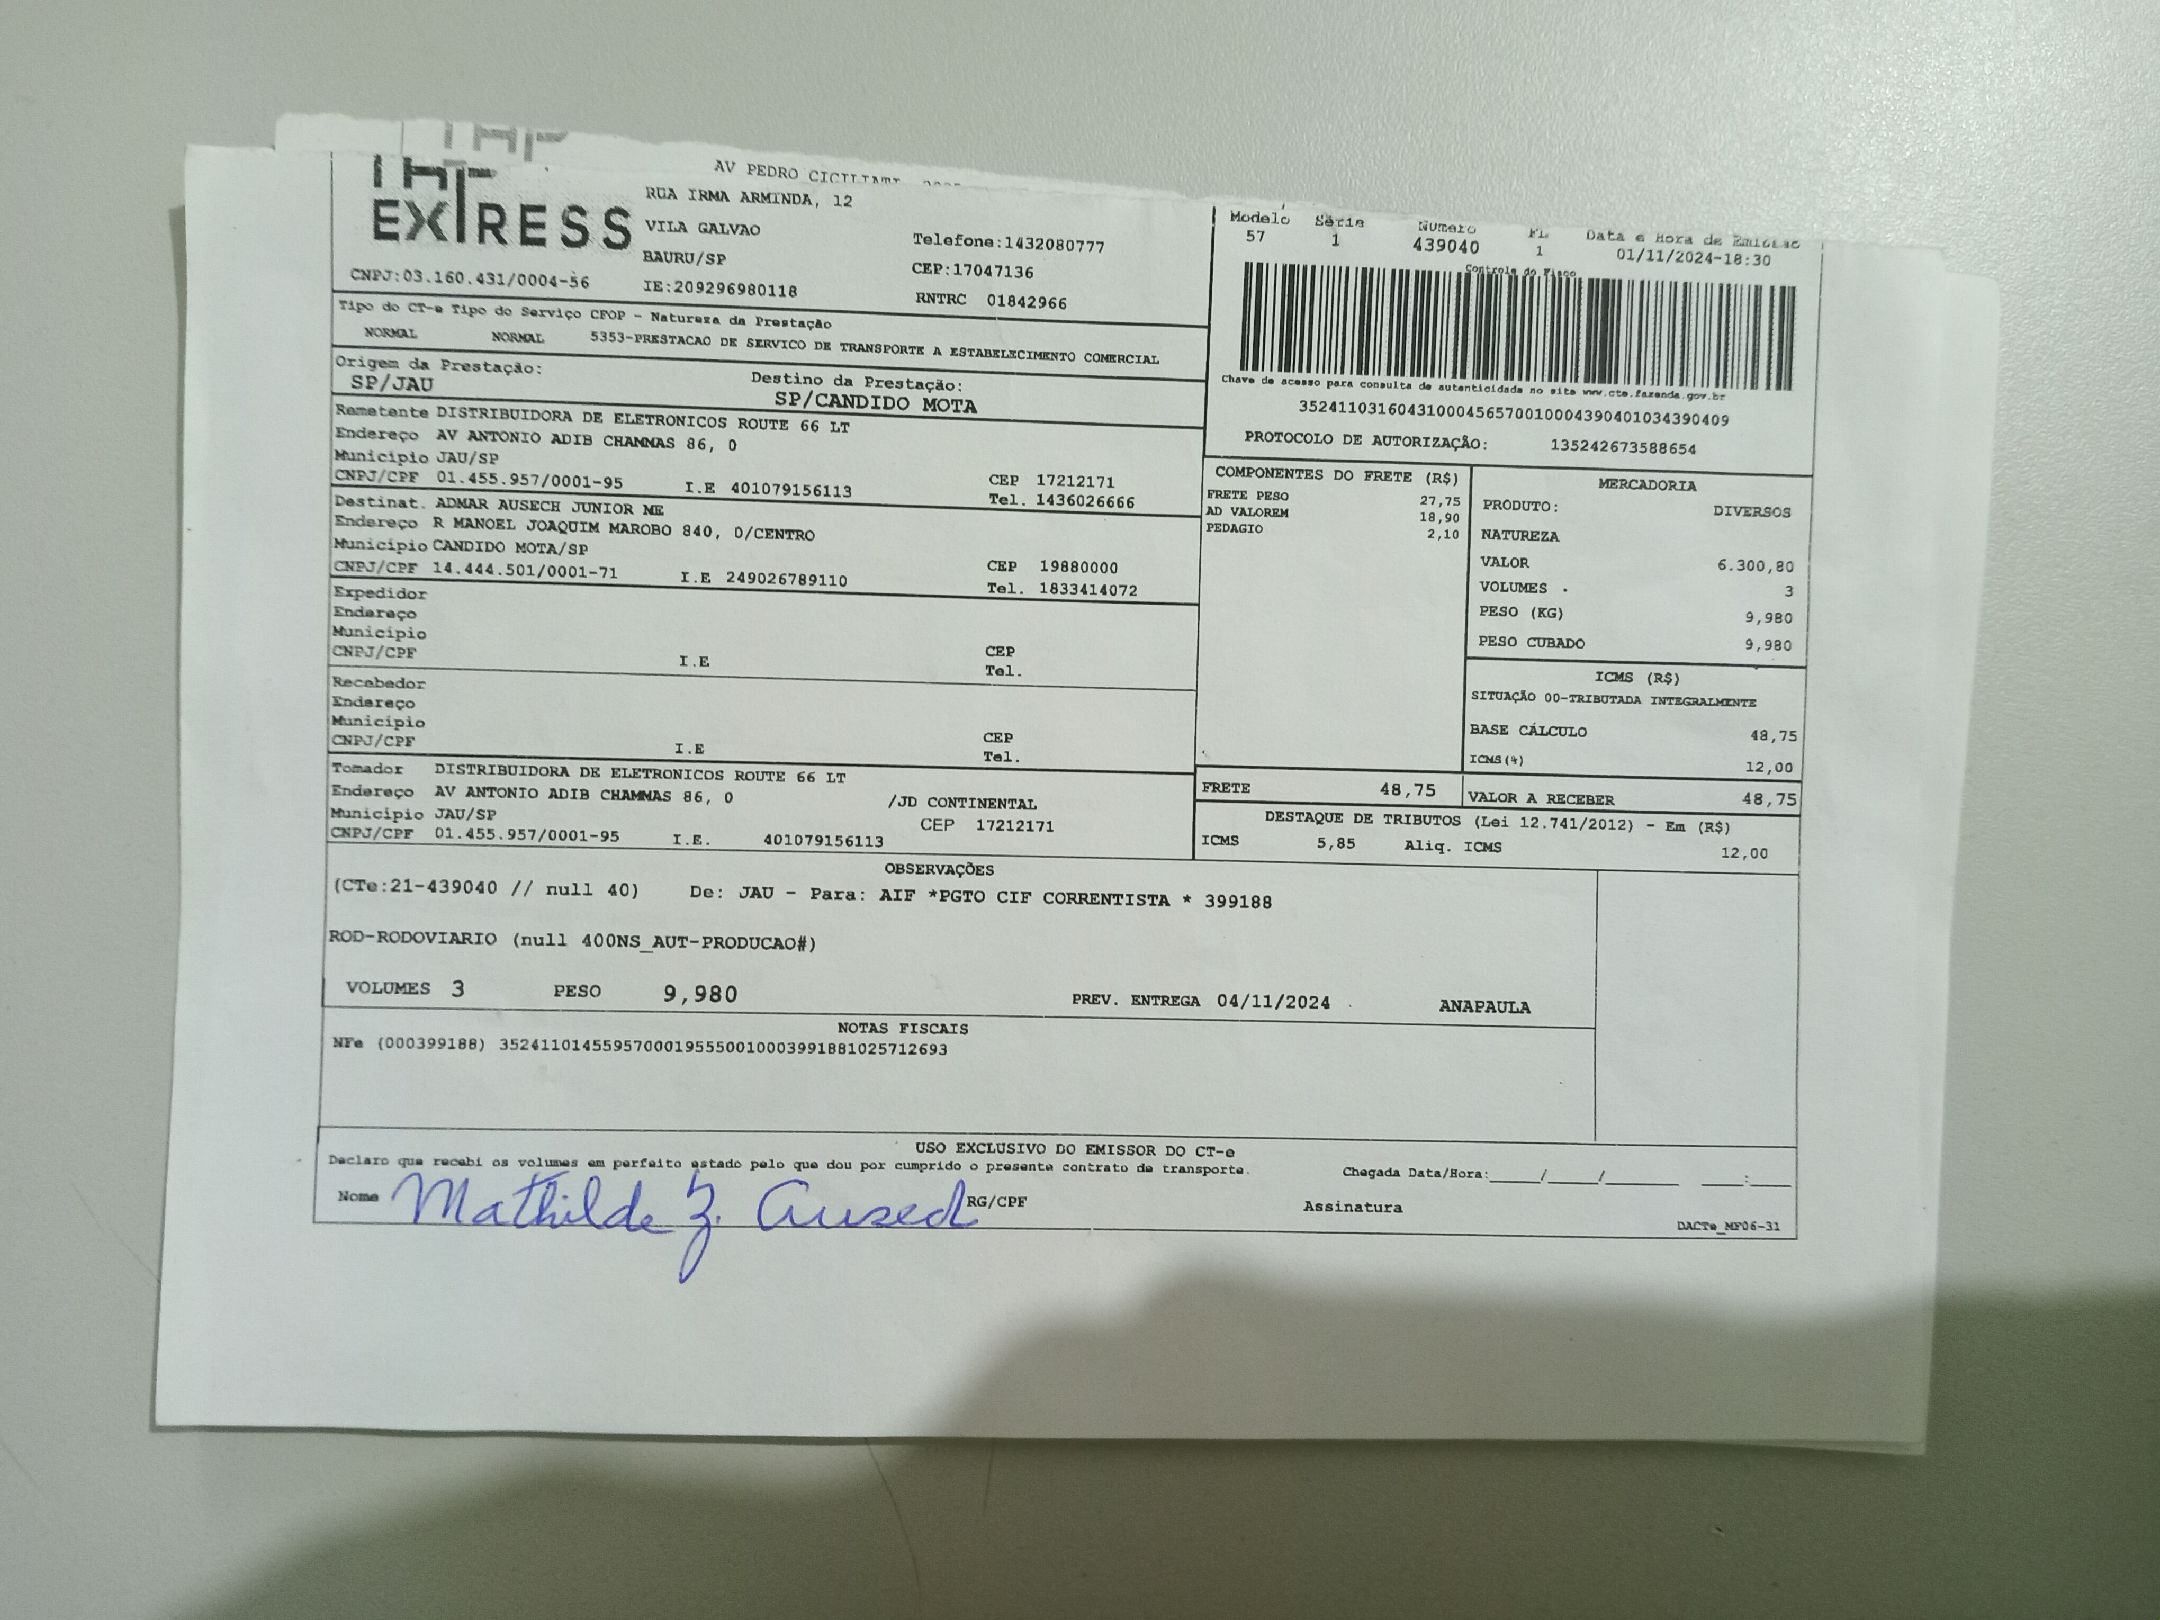 AV PEDRO
EXPRESS
RUA IRMA ARMINDA, 12
VILA GALVAO
BAURU/SP
Telefone:1432080777
CEP:17047136
CNPJ:03.160.431/0004-56
IE:209296980118
RNTRC 01842966
Modelo Série Número Fl. Data e Hora de Emissão
57 1 439040 1 01/11/2024-18:30
Controle do Fisco
Chave de acesso para consulta de autenticidade no site www.cte.fazenda.gov.br
35241103160431000456570010004390401034390409
PROTOCOLO DE AUTORIZAÇÃO: 135242673588654
Tipo do CT-e Tipo do Serviço CFOP - Natureza da Prestação
NORMAL NORMAL 5353-PRESTACAO DE SERVICO DE TRANSPORTE A ESTABELECIMENTO COMERCIAL
Origem da Prestação: Destino da Prestação:
SP/JAU SP/CANDIDO MOTA
Remetente DISTRIBUIDORA DE ELETRONICOS ROUTE 66 LT
Endereço AV ANTONIO ADIB CHAMMAS 86, 0
Município JAU/SP CEP 17212171
CNPJ/CPF 01.455.957/0001-95 I.E 401079156113 Tel. 1436026666
Destinat. ADMAR AUSECH JUNIOR ME
Endereço R MANOEL JOAQUIM MAROBO 840, 0/CENTRO
Município CANDIDO MOTA/SP CEP 19880000
CNPJ/CPF 14.444.501/0001-71 I.E 249026789110 Tel. 1833414072
Expedidor
Endereço
Município CEP
CNPJ/CPF I.E Tel.
Recebedor
Endereço
Município CEP
CNPJ/CPF I.E Tel.
Tomador DISTRIBUIDORA DE ELETRONICOS ROUTE 66 LT
Endereço AV ANTONIO ADIB CHAMMAS 86, 0 /JD CONTINENTAL
Município JAU/SP CEP 17212171
CNPJ/CPF 01.455.957/0001-95 I.E. 401079156113
COMPONENTES DO FRETE (R$)
FRETE PESO 27,75
AD VALOREM 18,90
PEDAGIO 2,10
MERCADORIA
PRODUTO: DIVERSOS
NATUREZA
VALOR 6.300,80
VOLUMES 3
PESO (KG) 9,980
PESO CUBADO 9,980
ICMS (R$)
SITUAÇÃO 00-TRIBUTADA INTEGRALMENTE
BASE CÁLCULO 48,75
ICMS(%) 12,00
FRETE 48,75 VALOR A RECEBER 48,75
DESTAQUE DE TRIBUTOS (Lei 12.741/2012) - Em (R$)
ICMS 5,85 Aliq. ICMS 12,00
OBSERVAÇÕES
(CTe:21-439040 // null 40) De: JAU - Para: AIF *PGTO CIF CORRENTISTA * 399188
ROD-RODOVIARIO (null 400NS_AUT-PRODUCAO#)
VOLUMES 3 PESO 9,980 PREV. ENTREGA 04/11/2024 ANAPAULA
NOTAS FISCAIS
NFe (000399188) 35241101455957000195550010003991881025712693
USO EXCLUSIVO DO EMISSOR DO CT-e
Declaro que recebi os volumes em perfeito estado pelo que dou por cumprido o presente contrato de transporte. Chegada Data/Hora:____/____/______ ___:___
Nome Mathilde Z. Ausech RG/CPF Assinatura
DACTe_MF06-31